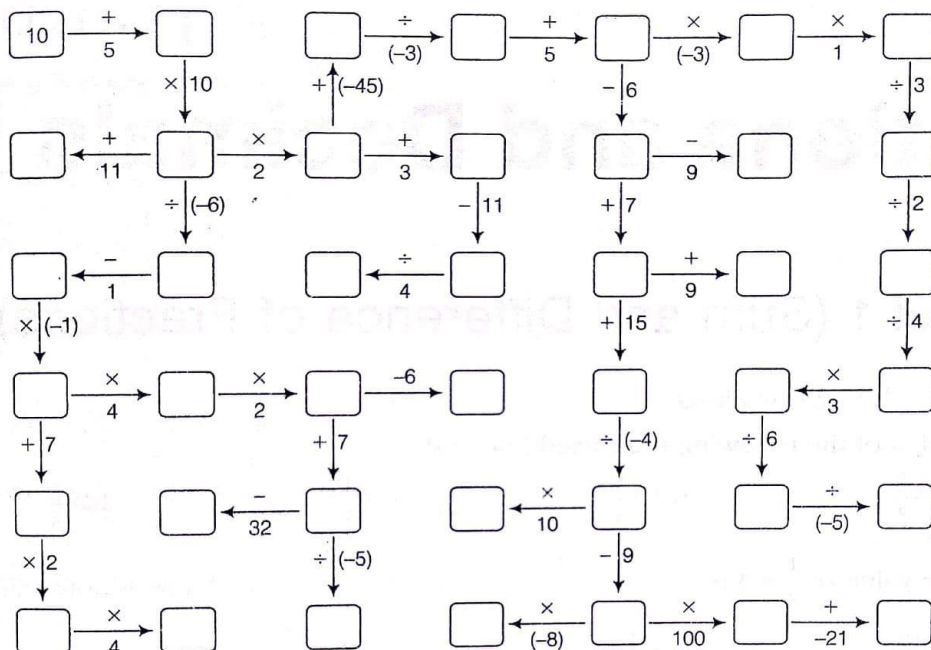 10 + 5 ÷ (–3) + 5 × (–3) × 1
× 10 + (–45) – 6 ÷ 3
+ 11 × 2 + 3 – 9
÷ (–6) – 11 + 7 ÷ 2
– 1 ÷ 4 + 9
× (–1) + 15 ÷ 4
× 4 × 2 –6 × 3
+ 7 + 7 ÷ (–4) ÷ 6
– 32 × 10 ÷ (–5)
× 2 ÷ (–5) – 9
× 4 × (–8) × 100 + –21